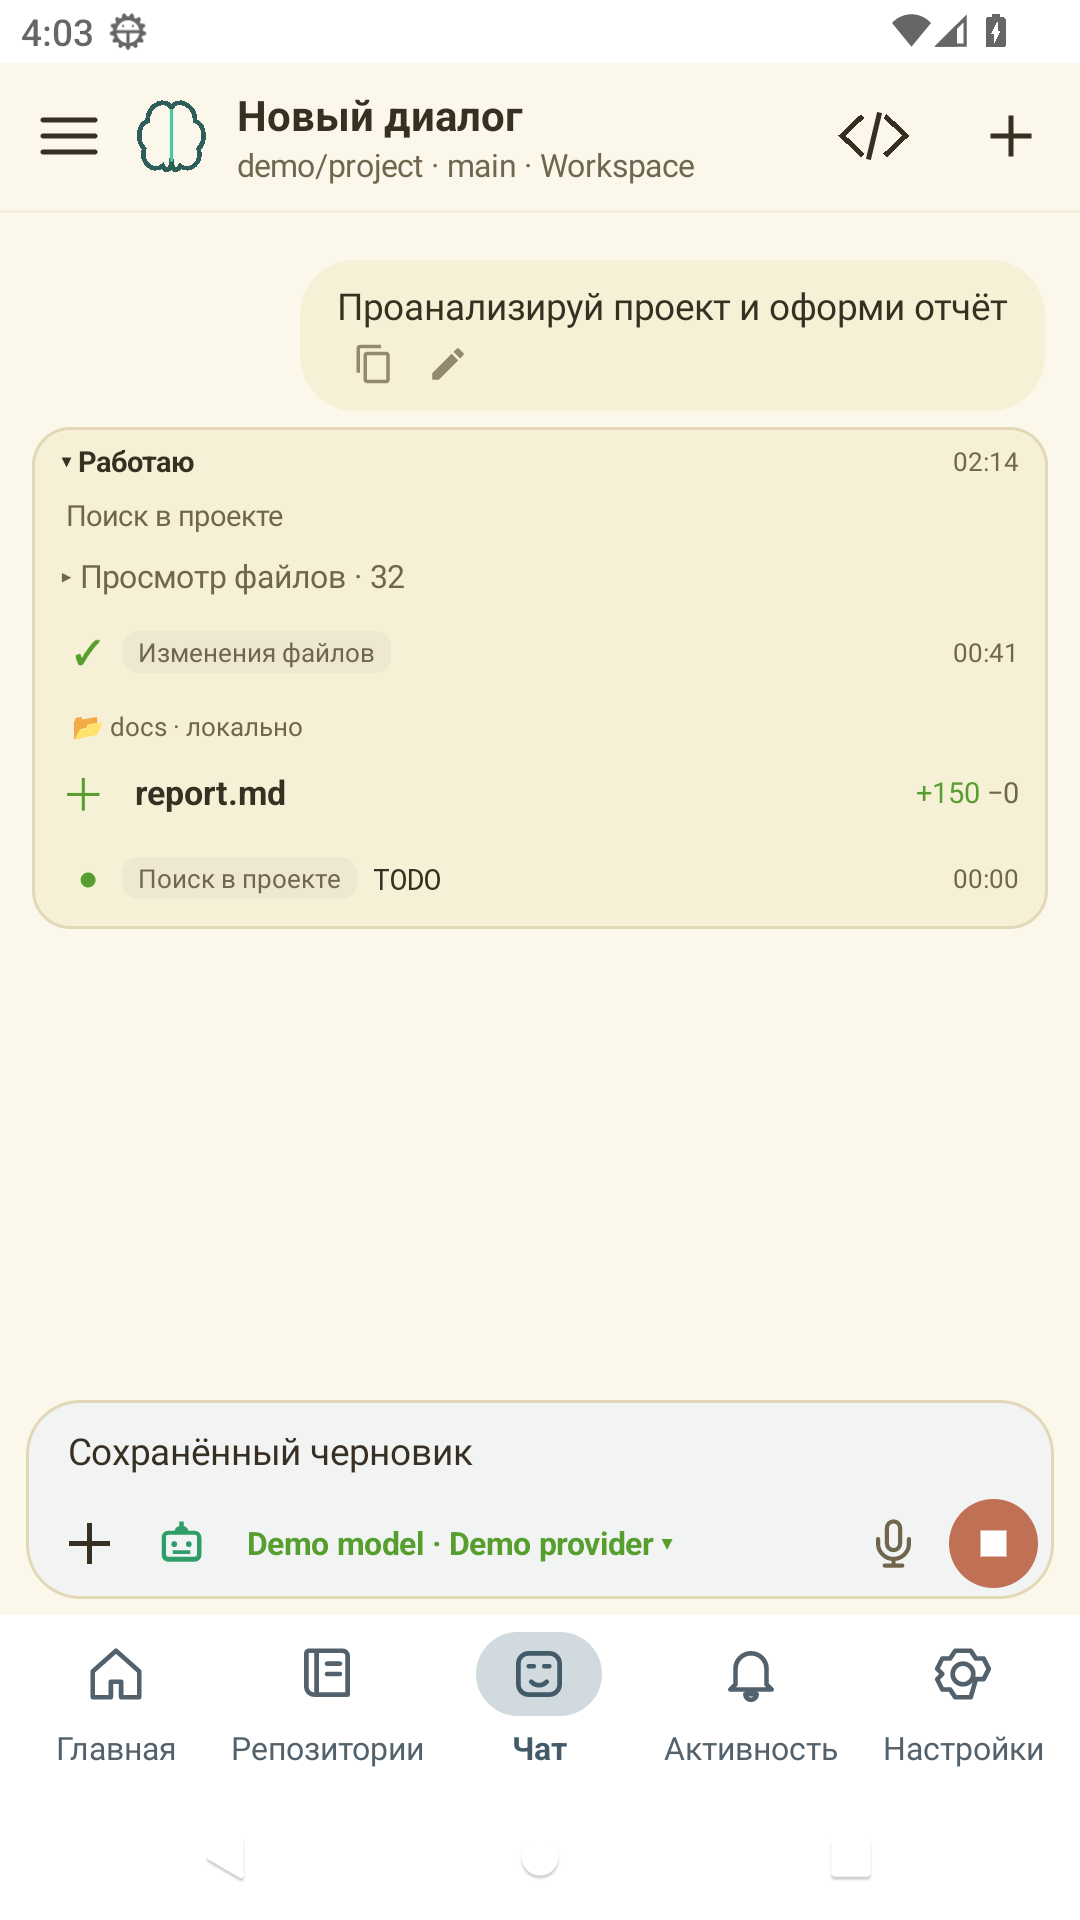 4:03
Новый диалог
demo/project · main · Workspace
Проанализируй проект и оформи отчёт
▾ Работаю 02:14
Поиск в проекте
▸ Просмотр файлов · 32
✓ Изменения файлов 00:41
docs · локально
+ report.md +150 −0
● Поиск в проекте TODO 00:00
Сохранённый черновик
Demo model · Demo provider ▾
Главная Репозитории Чат Активность Настройки